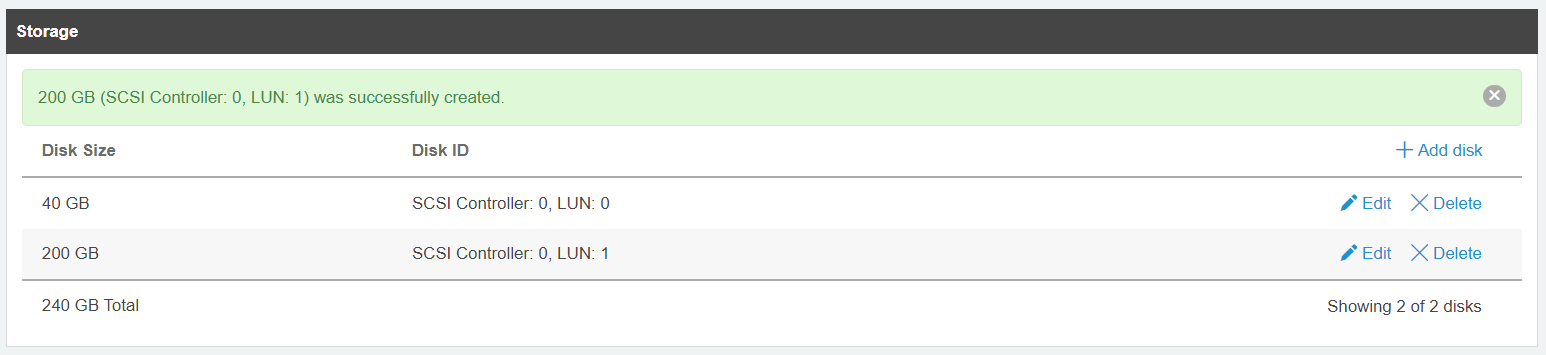 Storage
200 GB (SCSI Controller: 0, LUN: 1) was successfully created.
Disk Size Disk ID Add disk
40 GB SCSI Controller: 0, LUN: 0 Edit Delete
200 GB SCSI Controller: 0, LUN: 1 Edit Delete
240 GB Total Showing 2 of 2 disks